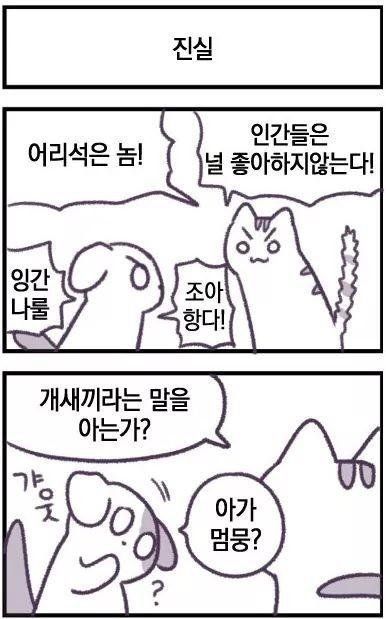 진실
어리석은 놈!
인간들은
널 좋아하지않는다!
잉간
나룰
조아
항다!
개새끼라는 말을
아는가?
갸웃
아가
멈뭉?
?